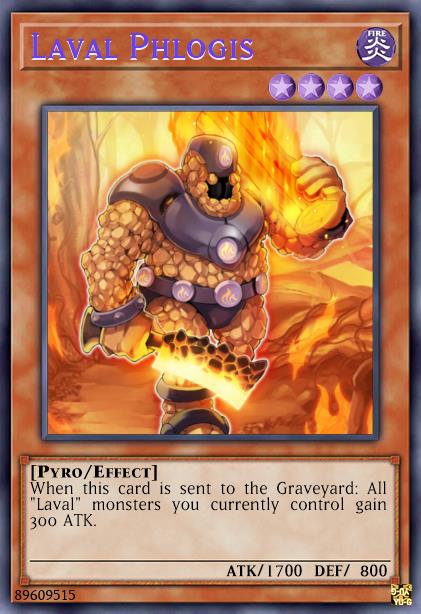 Laval Phlogis
FIRE
炎
[Pyro/Effect]
When this card is sent to the Graveyard: All
"Laval" monsters you currently control gain
300 ATK.
ATK/1700 DEF/ 800
89609515